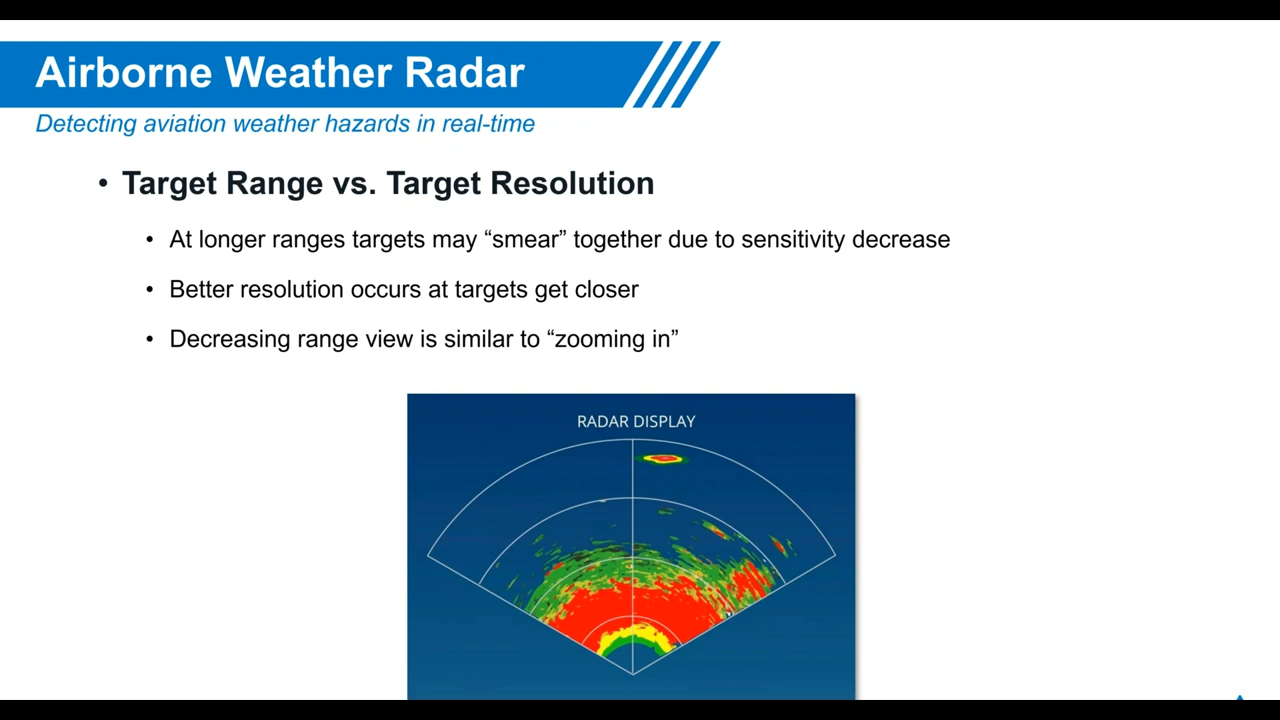 Airborne Weather Radar
Detecting aviation weather hazards in real-time
• Target Range vs. Target Resolution
• At longer ranges targets may “smear” together due to sensitivity decrease
• Better resolution occurs at targets get closer
• Decreasing range view is similar to “zooming in”
RADAR DISPLAY